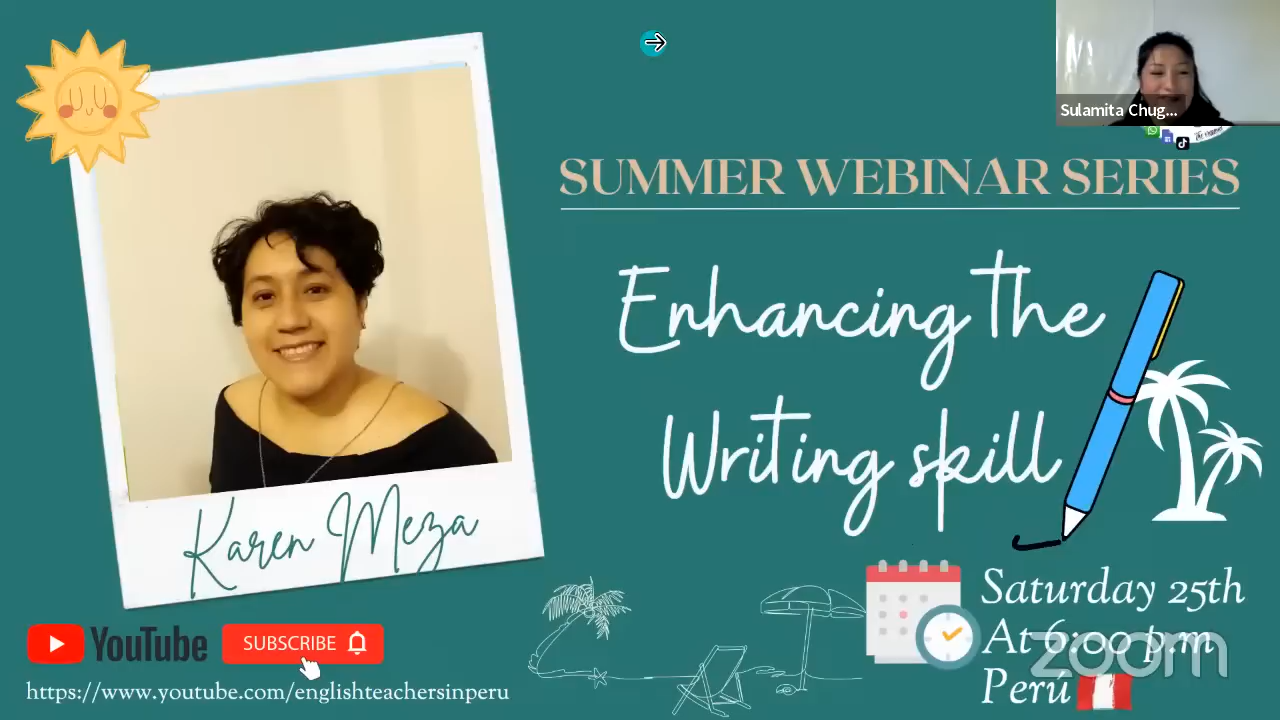 Sulamita Chug...
SUMMER WEBINAR SERIES
Enhancing the
Writing skill
Karen Meza
Saturday 25th
At 6:00 p.m
Perú
zoom
YouTube
SUBSCRIBE
https://www.youtube.com/englishteachersinperu